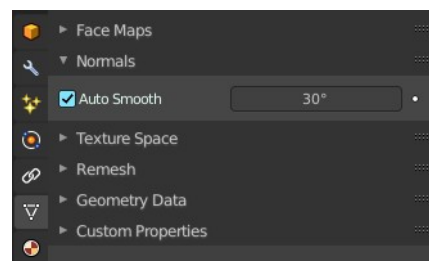 Face Maps
Normals
Auto Smooth 30°
Texture Space
Remesh
Geometry Data
Custom Properties